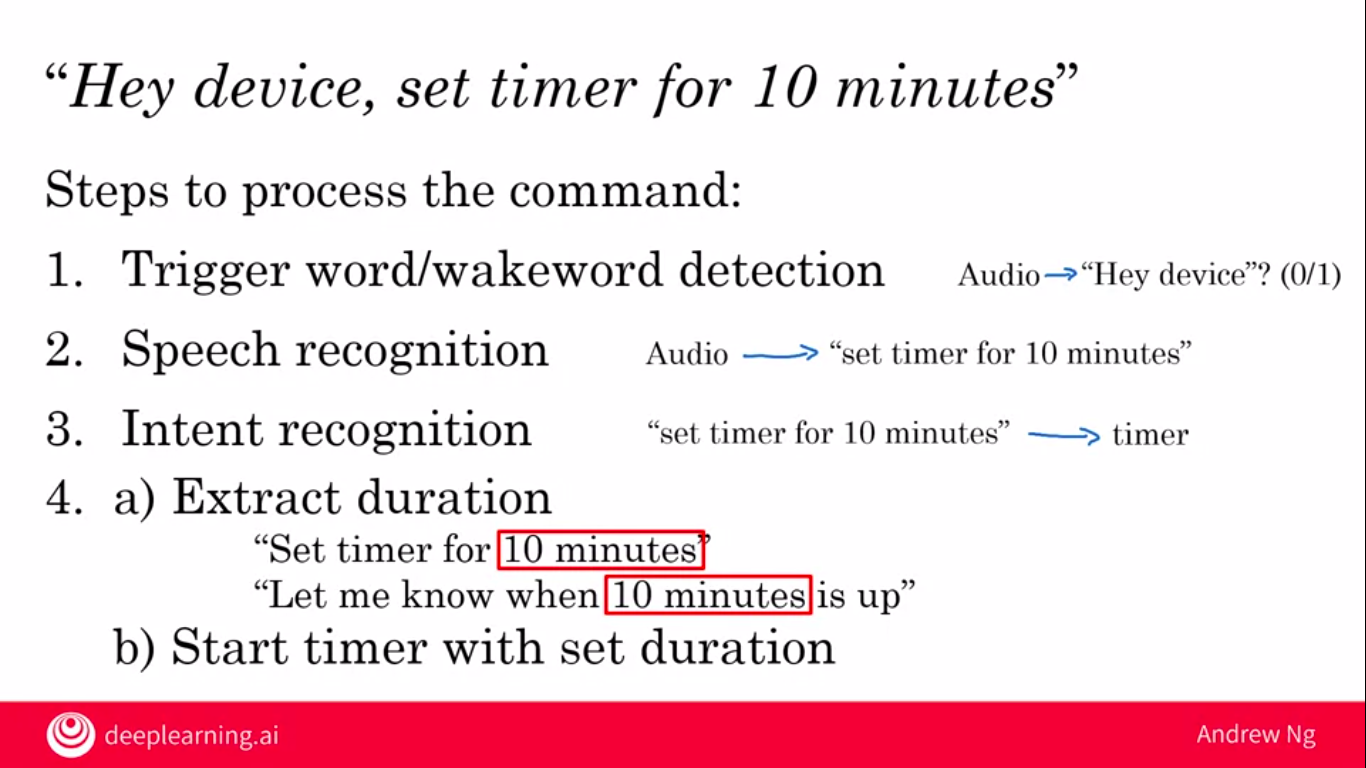 “Hey device, set timer for 10 minutes”
Steps to process the command:
1. Trigger word/wakeword detection Audio → “Hey device”? (0/1)
2. Speech recognition Audio → “set timer for 10 minutes”
3. Intent recognition “set timer for 10 minutes” → timer
4. a) Extract duration
“Set timer for 10 minutes”
“Let me know when 10 minutes is up”
b) Start timer with set duration
deeplearning.ai Andrew Ng